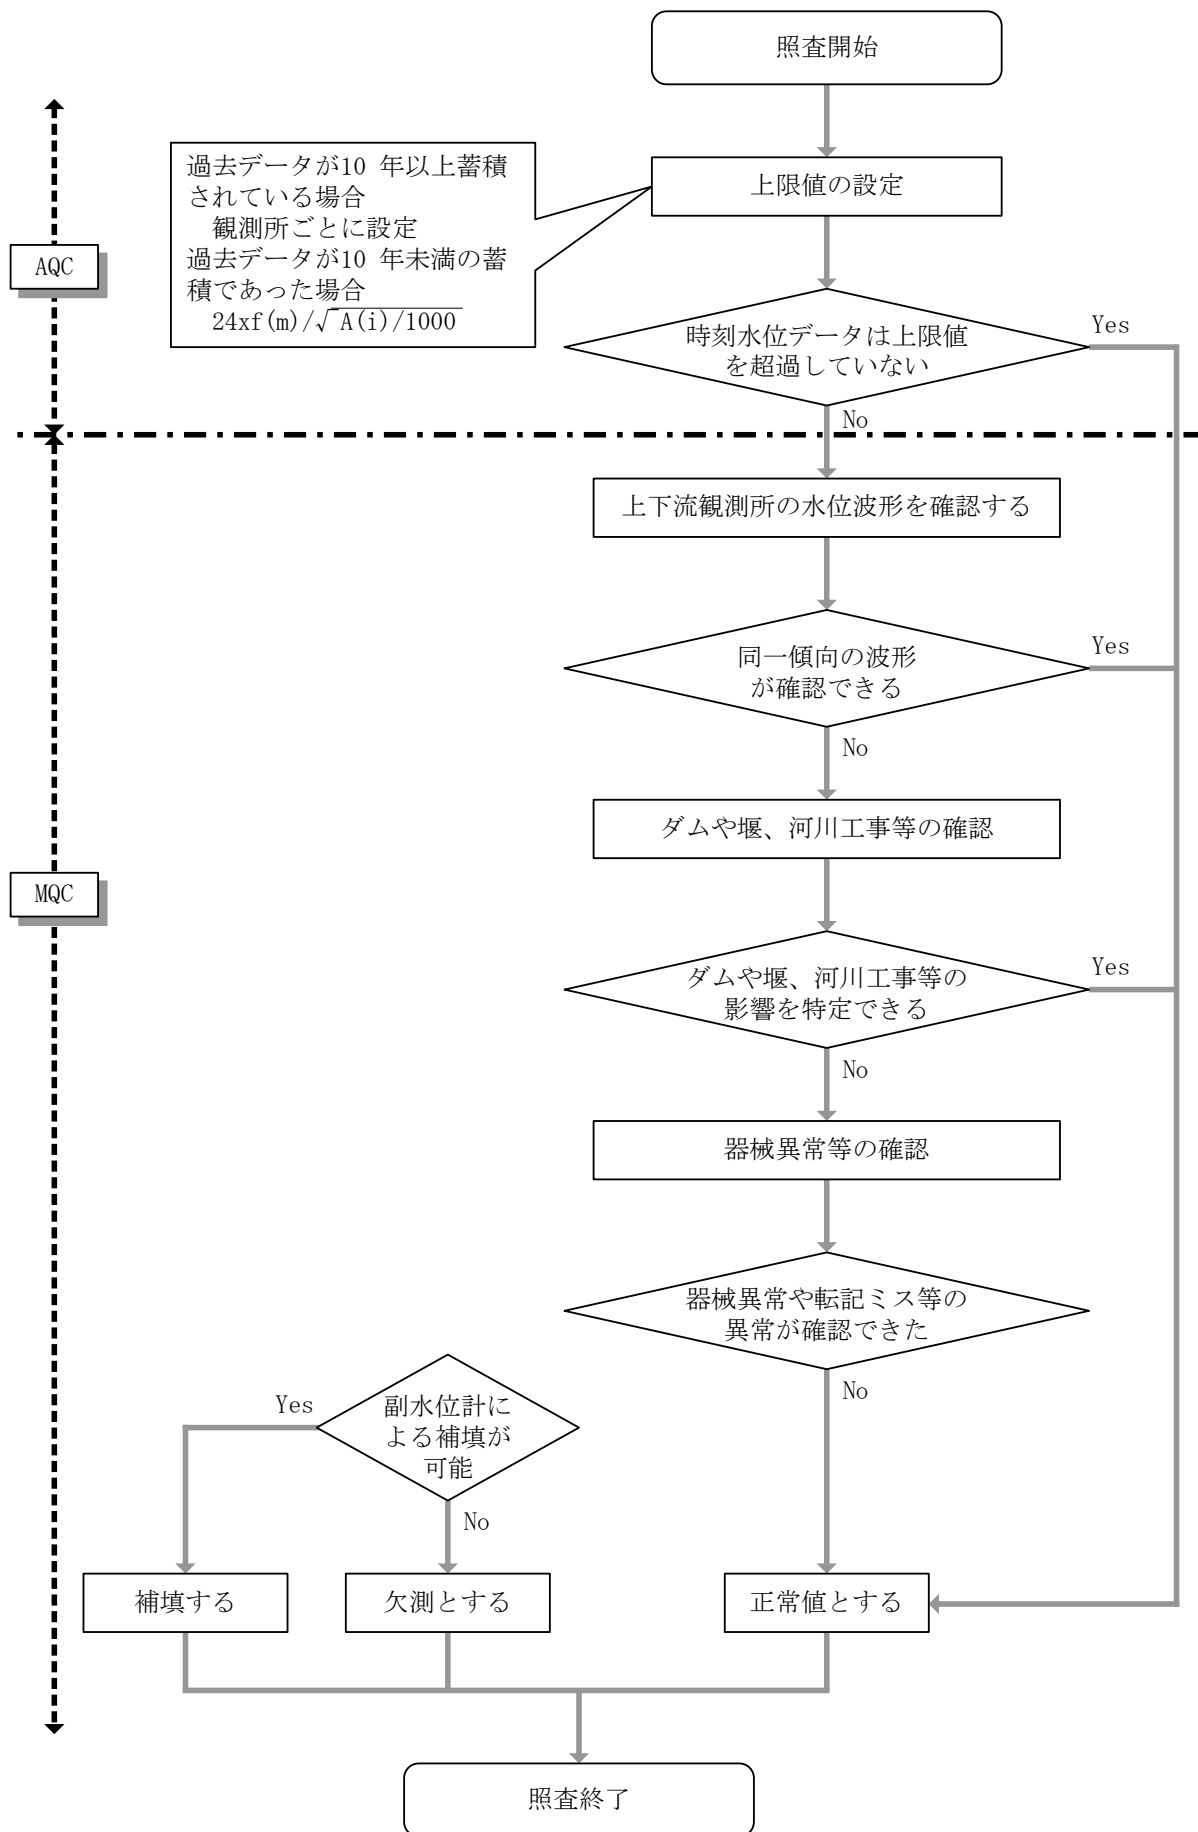 照査開始
上限値の設定
過去データが10 年以上蓄積
されている場合
観測所ごとに設定
過去データが10 年未満の蓄
積であった場合
24xf(m)/√A(i)/1000
AQC
時刻水位データは上限値
を超過していない
Yes
No
上下流観測所の水位波形を確認する
同一傾向の波形
が確認できる
Yes
No
ダムや堰、河川工事等の確認
MQC
ダムや堰、河川工事等の
影響を特定できる
Yes
No
器械異常等の確認
器械異常や転記ミス等の
異常が確認できた
No
副水位計に
よる補填が
可能
Yes
No
補填する
欠測とする
正常値とする
照査終了